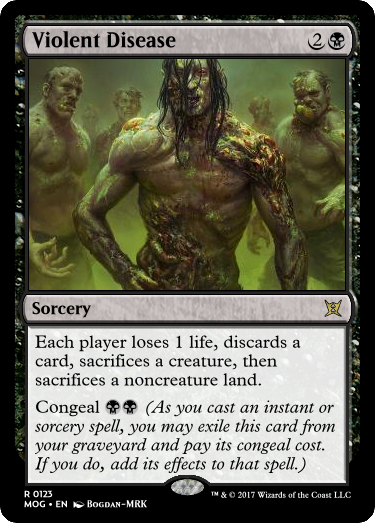 Violent Disease 2
Sorcery
Each player loses 1 life, discards a
card, sacrifices a creature, then
sacrifices a noncreature land.
Congeal (As you cast an instant or
sorcery spell, you may exile this card
from your graveyard and pay its congeal cost.
If you do, add its effects to that spell.)
R 0123
MOG • EN BOGDAN-MRK
™ & © 2017 Wizards of the Coast LLC